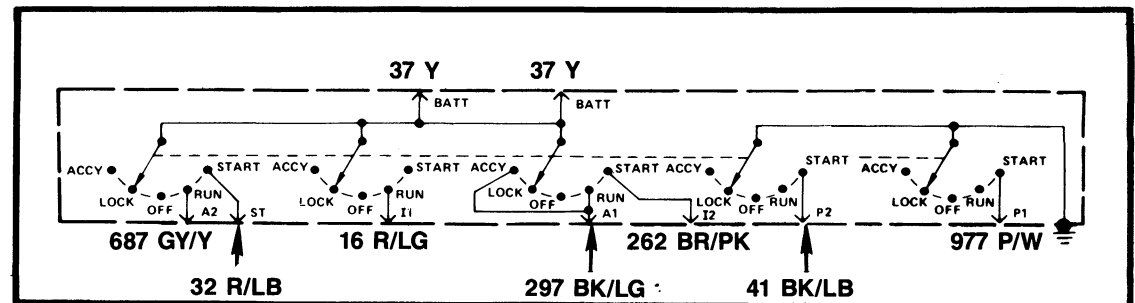 37 Y 37 Y
BATT BATT
START START START START START
ACCY ACCY ACCY ACCY ACCY
LOCK OFF RUN LOCK OFF RUN LOCK OFF RUN LOCK OFF RUN LOCK OFF RUN
A2 ST I1 A1 I2 P2 P1
687 GY/Y 16 R/LG 262 BR/PK 977 P/W
32 R/LB 297 BK/LG 41 BK/LB